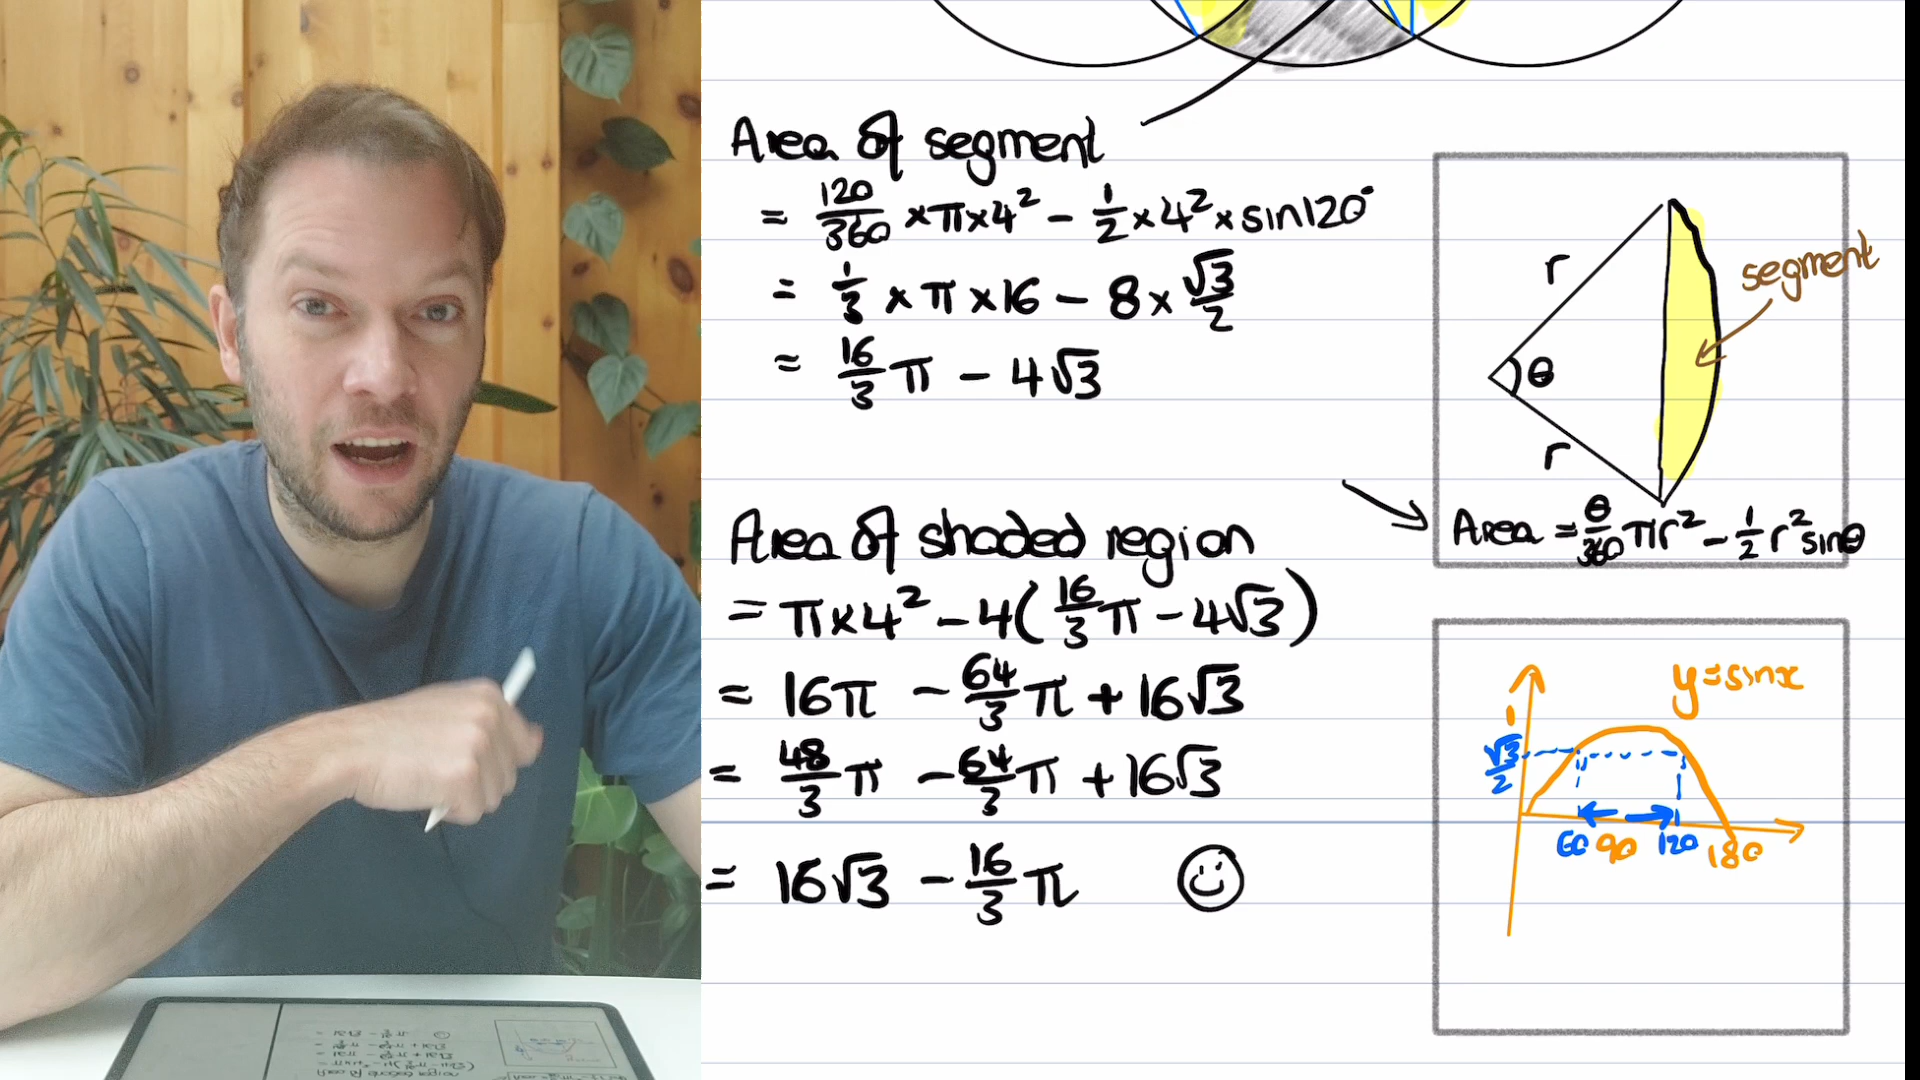 Area of segment
= 120/360 × π × 4² − 1/2 × 4² × sin120°
= 1/3 × π × 16 − 8 × √3/2
= 16/3 π − 4√3
Area of shaded region
= π × 4² − 4(16/3 π − 4√3)
= 16π − 64/3 π + 16√3
= 48/3 π − 64/3 π + 16√3
= 16√3 − 16/3 π
r
segment
θ
r
Area = θ/360 πr² − 1/2 r² sinθ
y = sinx
1
√3/2
60 90 120 180